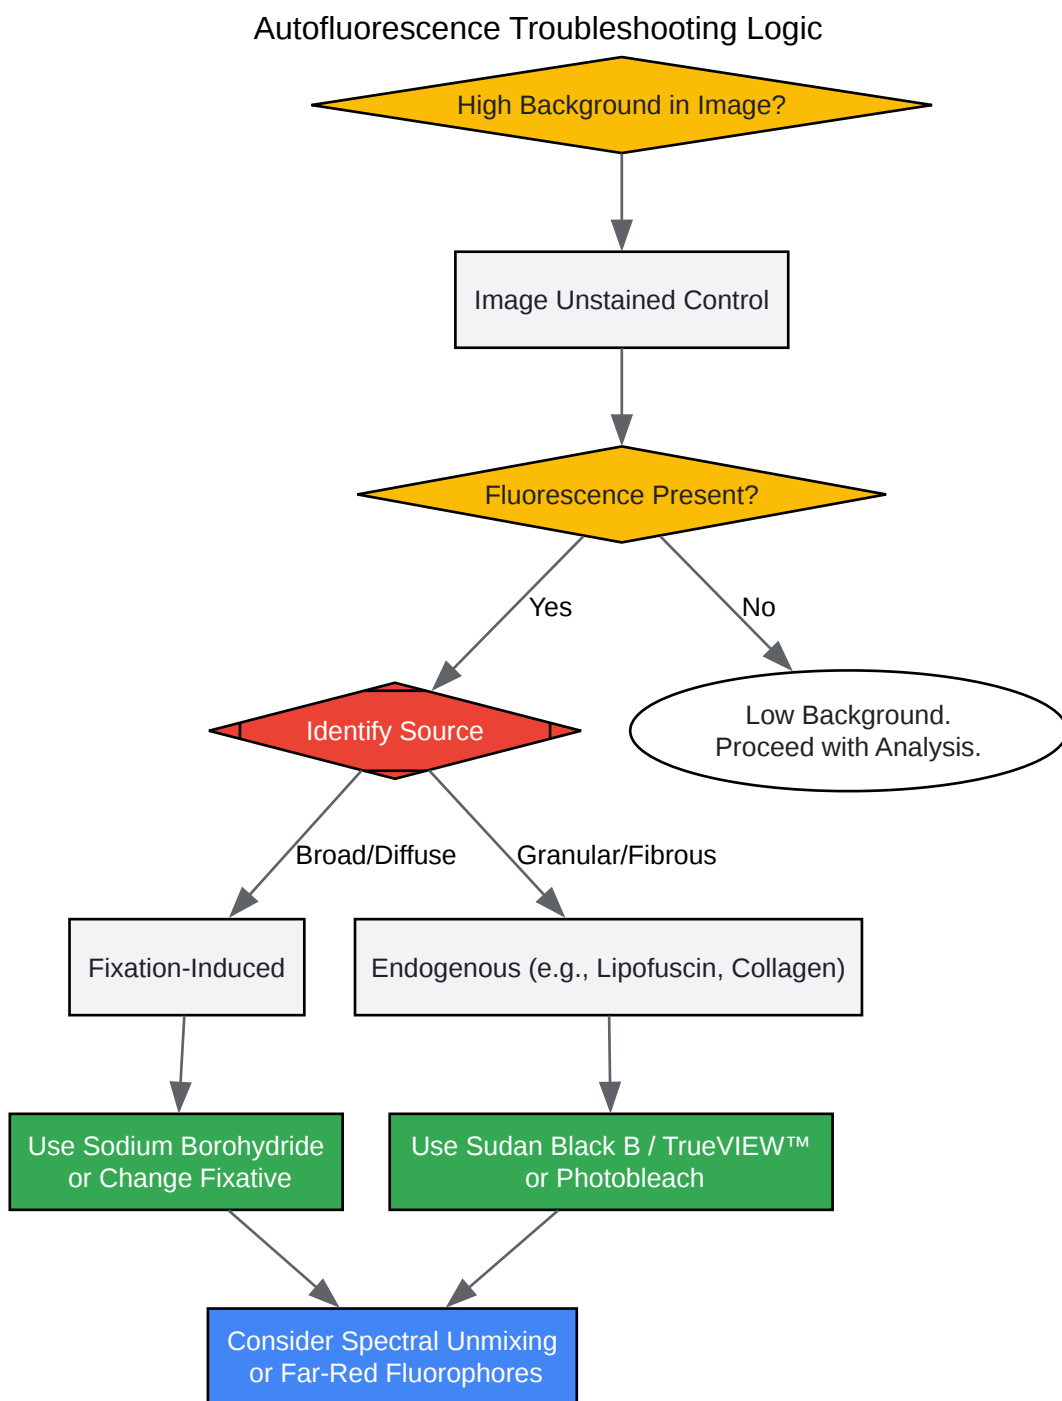 Autofluorescence Troubleshooting Logic
High Background in Image?
Image Unstained Control
Fluorescence Present?
Yes
No
Identify Source
Low Background.
Proceed with Analysis.
Broad/Diffuse
Granular/Fibrous
Fixation-Induced
Endogenous (e.g., Lipofuscin, Collagen)
Use Sodium Borohydride
or Change Fixative
Use Sudan Black B / TrueVIEW™
or Photobleach
Consider Spectral Unmixing
or Far-Red Fluorophores